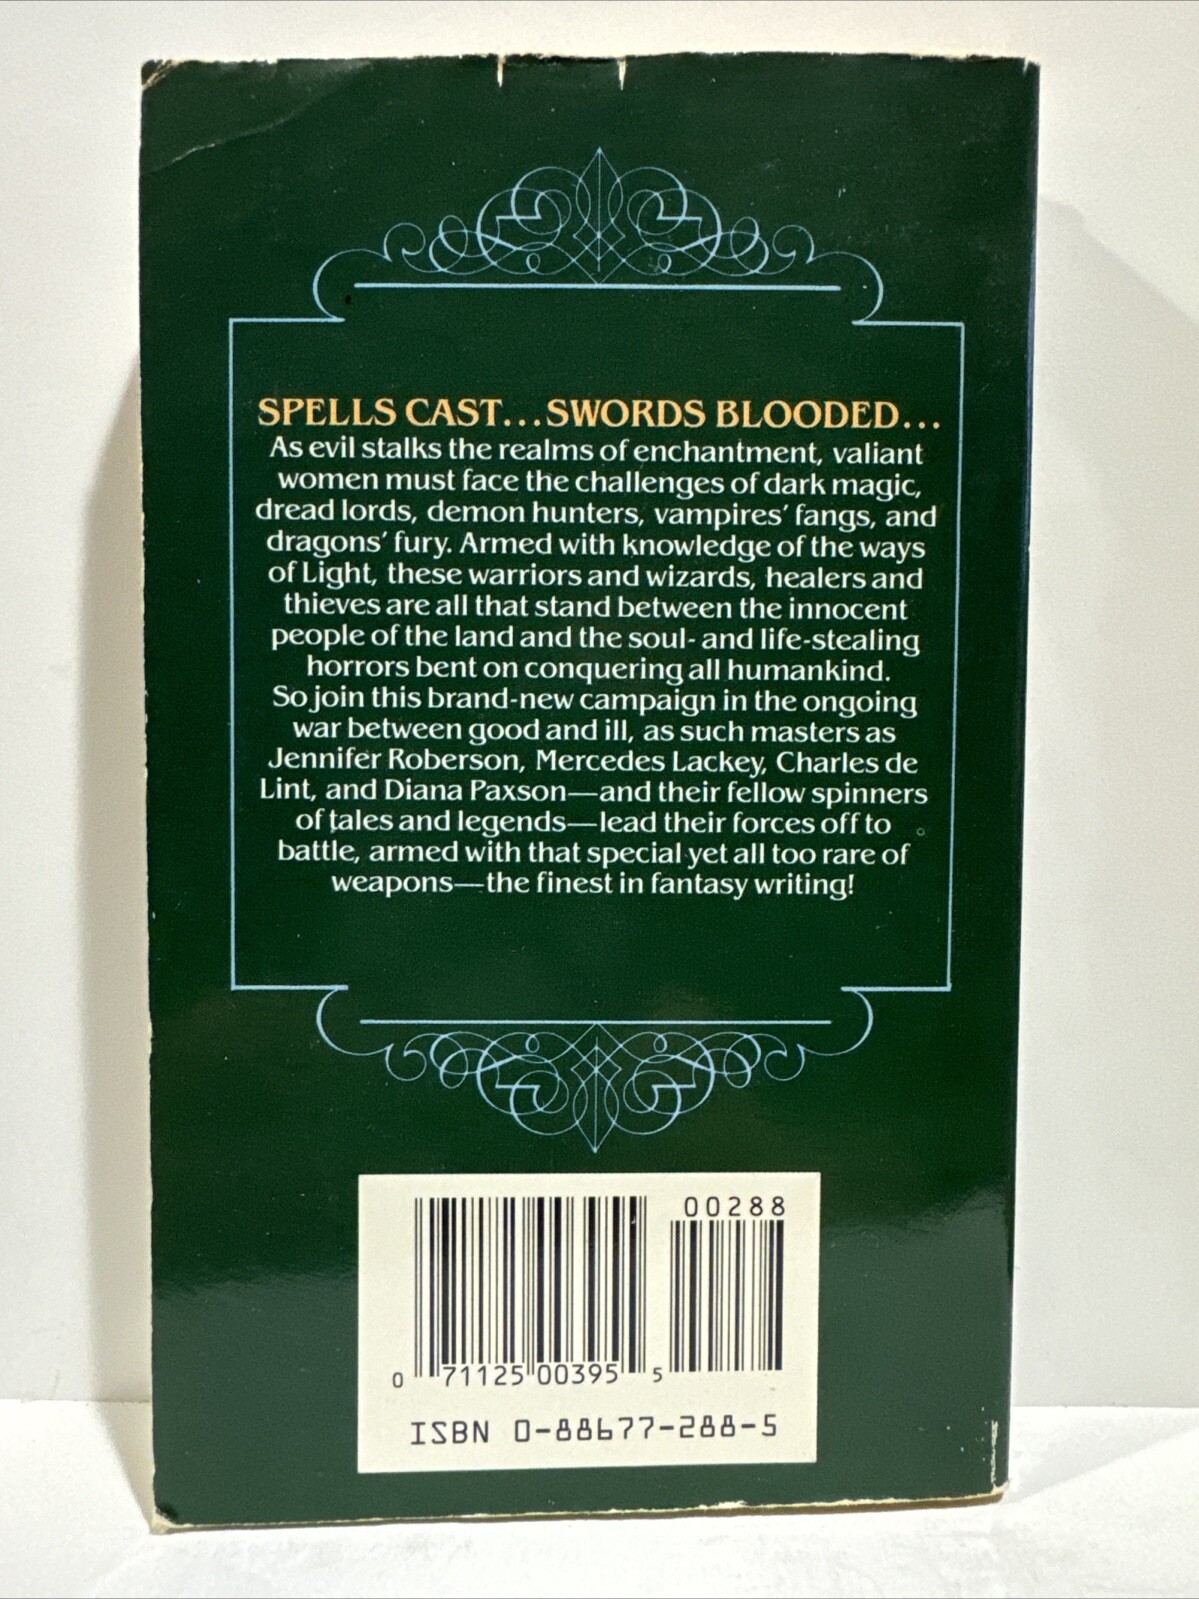 SPELLS CAST...SWORDS BLOODED...
As evil stalks the realms of enchantment, valiant
women must face the challenges of dark magic,
dread lords, demon hunters, vampires' fangs, and
dragons' fury. Armed with knowledge of the ways
of Light, these warriors and wizards, healers and
thieves are all that stand between the innocent
people of the land and the soul- and life-stealing
horrors bent on conquering all humankind.
So join this brand-new campaign in the ongoing
war between good and ill, as such masters as
Jennifer Roberson, Mercedes Lackey, Charles de
Lint, and Diana Paxson—and their fellow spinners
of tales and legends—lead their forces off to
battle, armed with that special yet all too rare of
weapons—the finest in fantasy writing!
00288
0 71125 00395 5
ISBN 0-88677-288-5